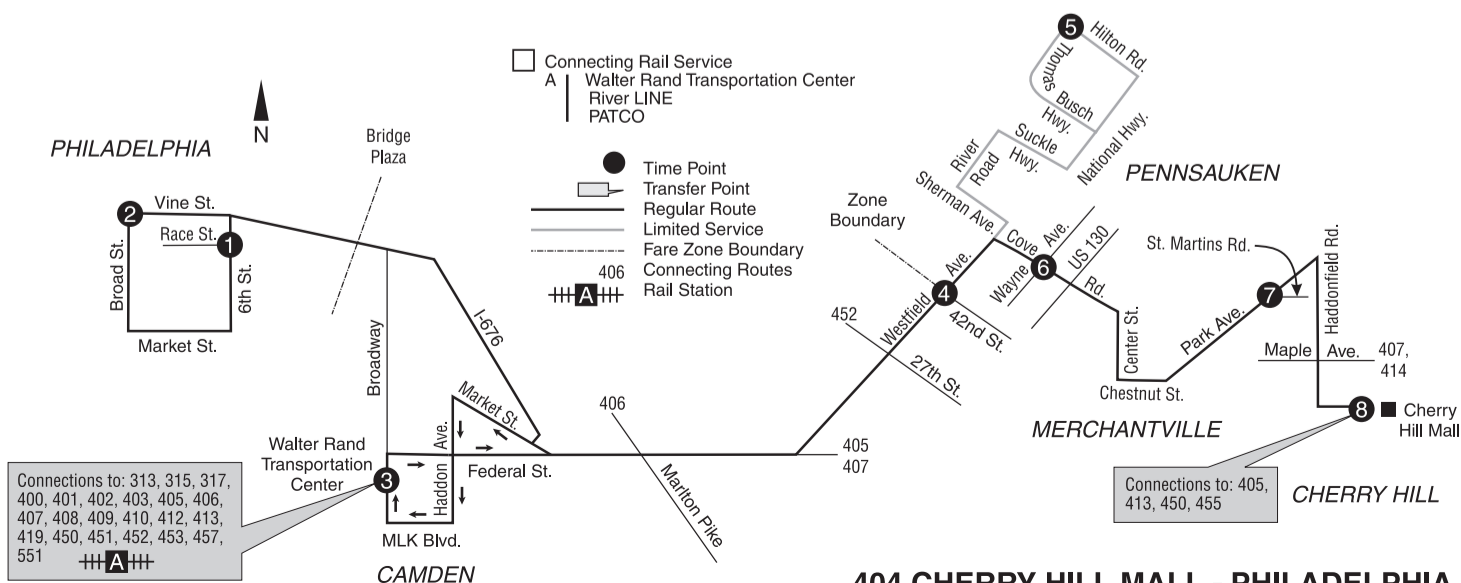 Connecting Rail Service
A Walter Rand Transportation Center
River LINE
PATCO
Time Point
Transfer Point
Regular Route
Limited Service
Fare Zone Boundary
406 Connecting Routes
A Rail Station
N
PHILADELPHIA
Bridge
Plaza
2
Vine St.
Race St.
1
Broad St.
6th St.
Market St.
I-676
Broadway
Market St.
Haddon Ave.
Federal St.
Walter Rand
Transportation
Center
3
MLK Blvd.
CAMDEN
Connections to: 313, 315, 317,
400, 401, 402, 403, 405, 406,
407, 408, 409, 410, 412, 413,
419, 450, 451, 452, 453, 457,
551
A
406
Marlton Pike
405
407
452
27th St.
Westfield Ave.
Zone
Boundary
4
42nd St.
5
Hilton Rd.
Thomas Busch Hwy.
National Hwy.
Suckle Hwy.
River Road
Sherman Ave.
PENNSAUKEN
Cove Rd.
6
Wayne Ave.
US 130
Center St.
Chestnut St.
Park Ave.
MERCHANTVILLE
St. Martins Rd.
7
Haddonfield Rd.
Maple Ave. 407,
414
8
Cherry
Hill Mall
Connections to: 405,
413, 450, 455
CHERRY HILL
404 CHERRY HILL MALL - PHILADELPHIA